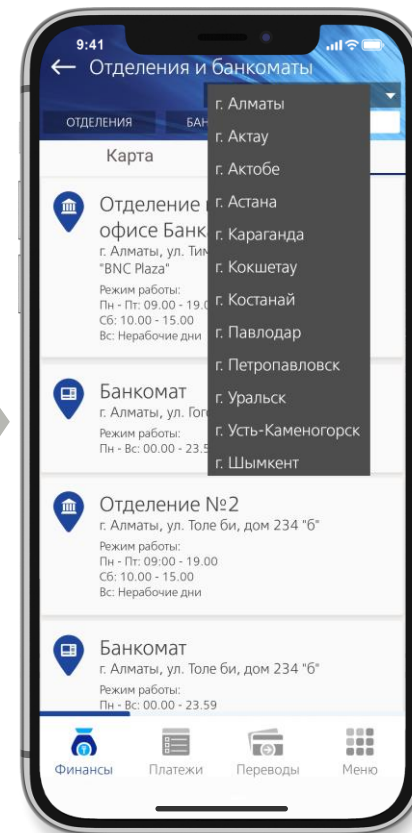 9:41
Отделения и банкоматы
ОТДЕЛЕНИЯ
г. Алматы
г. Актау
г. Актобе
г. Астана
г. Караганда
г. Кокшетау
г. Костанай
г. Павлодар
г. Петропавловск
г. Уральск
г. Усть-Каменогорск
г. Шымкент
Карта
Отделение
офисе Банк
г. Алматы, ул. Тим
"BNC Plaza"
Режим работы:
Пн - Пт: 09.00 - 19.0
Сб: 10.00 - 15.00
Вс: Нерабочие дни
Банкомат
г. Алматы, ул. Гог
Режим работы:
Пн - Вс: 00.00 - 23.5
Отделение №2
г. Алматы, ул. Толе би, дом 234 "б"
Режим работы:
Пн - Пт: 09:00 - 19.00
Сб: 10.00 - 15.00
Вс: Нерабочие дни
Банкомат
г. Алматы, ул. Толе би, дом 234 "б"
Режим работы:
Пн - Вс: 00.00 - 23.59
Финансы
Платежи
Переводы
Меню